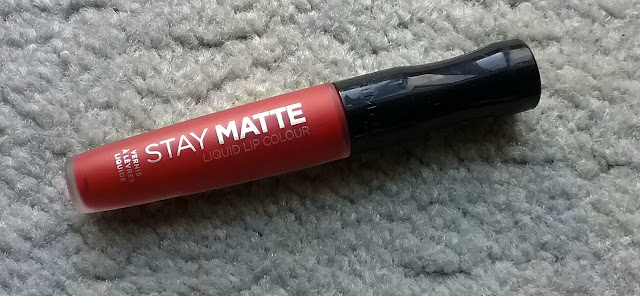 STAY MATTE
LIQUID LIP COLOUR
VERNIS
À LÈVRES
LIQUIDE